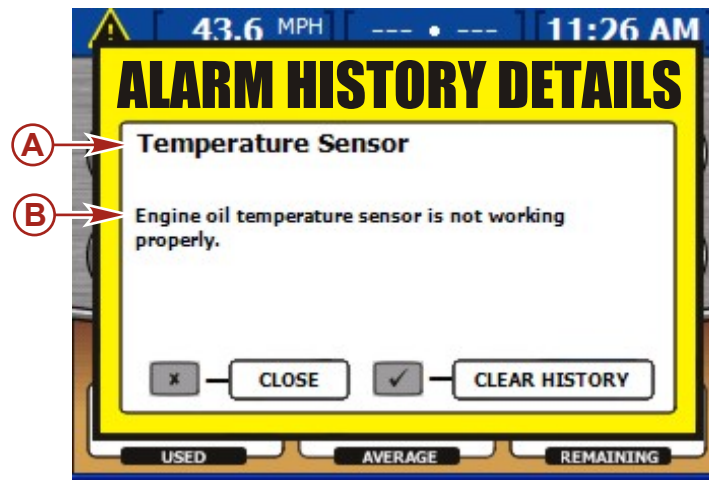 43.6 MPH --- • --- 11:26 AM
ALARM HISTORY DETAILS
A Temperature Sensor
B Engine oil temperature sensor is not working
properly.
x CLOSE ✓ CLEAR HISTORY
USED AVERAGE REMAINING